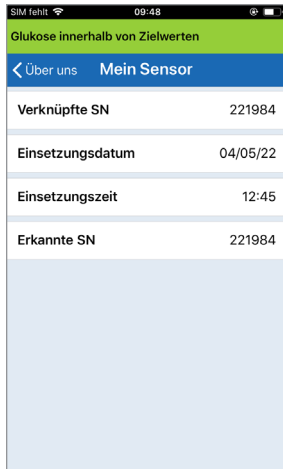 SIM fehlt 09:48
Glukose innerhalb von Zielwerten
Über uns Mein Sensor
Verknüpfte SN 221984
Einsetzungsdatum 04/05/22
Einsetzungszeit 12:45
Erkannte SN 221984